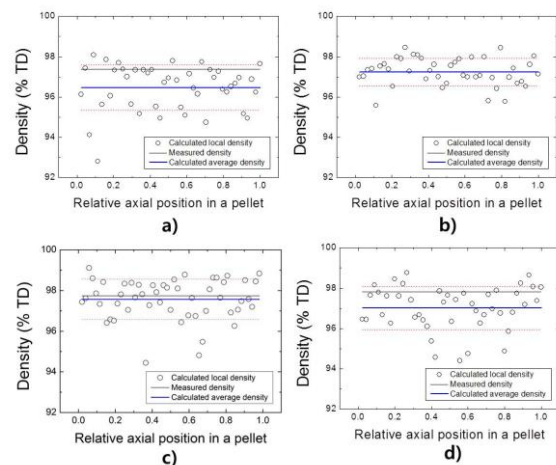 Density (% TD)
98
96
94
92
0.0 0.2 0.4 0.6 0.8 1.0
Calculated local density
Measured density
Calculated average density
Relative axial position in a pellet
a)
Density (% TD)
100
98
96
94
92
0.0 0.2 0.4 0.6 0.8 1.0
Calculated local density
Measured density
Calculated average density
Relative axial position in a pellet
b)
Density (% TD)
100
98
96
94
92
0.0 0.2 0.4 0.6 0.8 1.0
Calculated local density
Measured density
Calculated average density
Relative axial position in a pellet
c)
Density (% TD)
100
98
96
94
92
0.0 0.2 0.4 0.6 0.8 1.0
Calculated local density
Measured density
Calculated average density
Relative axial position in a pellet
d)